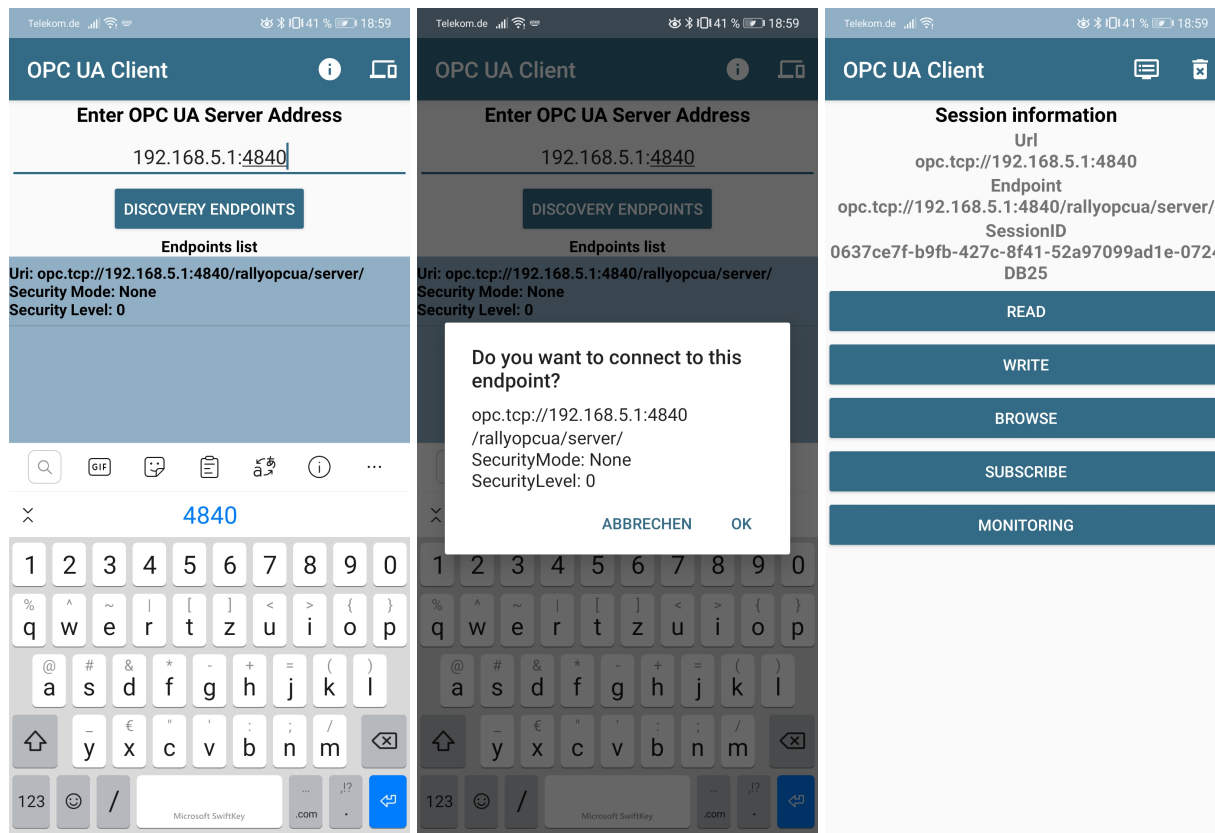 Telekom.de 41 % 18:59
OPC UA Client
Enter OPC UA Server Address
192.168.5.1:4840
DISCOVERY ENDPOINTS
Endpoints list
Uri: opc.tcp://192.168.5.1:4840/rallyopcua/server/
Security Mode: None
Security Level: 0
GIF
4840
1 2 3 4 5 6 7 8 9 0
% ^ ~ | [ ] < > { }
q w e r t z u i o p
@ # & * - + = ( )
a s d f g h j k l
_ € " ' : ; /
y x c v b n m
... ,!?
123 / Microsoft SwiftKey .com .
Telekom.de 41 % 18:59
OPC UA Client
Enter OPC UA Server Address
192.168.5.1:4840
DISCOVERY ENDPOINTS
Endpoints list
Uri: opc.tcp://192.168.5.1:4840/rallyopcua/server/
Security Mode: None
Security Level: 0
Do you want to connect to this
endpoint?
opc.tcp://192.168.5.1:4840
/rallyopcua/server/
SecurityMode: None
SecurityLevel: 0
ABBRECHEN OK
1 2 3 4 5 6 7 8 9 0
% ^ ~ | [ ] < > { }
q w e r t z u i o p
@ # & * - + = ( )
a s d f g h j k l
_ € " ' : ; /
y x c v b n m
... ,!?
123 / Microsoft SwiftKey .com .
Telekom.de 41 % 18:59
OPC UA Client
Session information
Url
opc.tcp://192.168.5.1:4840
Endpoint
opc.tcp://192.168.5.1:4840/rallyopcua/server/
SessionID
0637ce7f-b9fb-427c-8f41-52a97099ad1e-0724
DB25
READ
WRITE
BROWSE
SUBSCRIBE
MONITORING